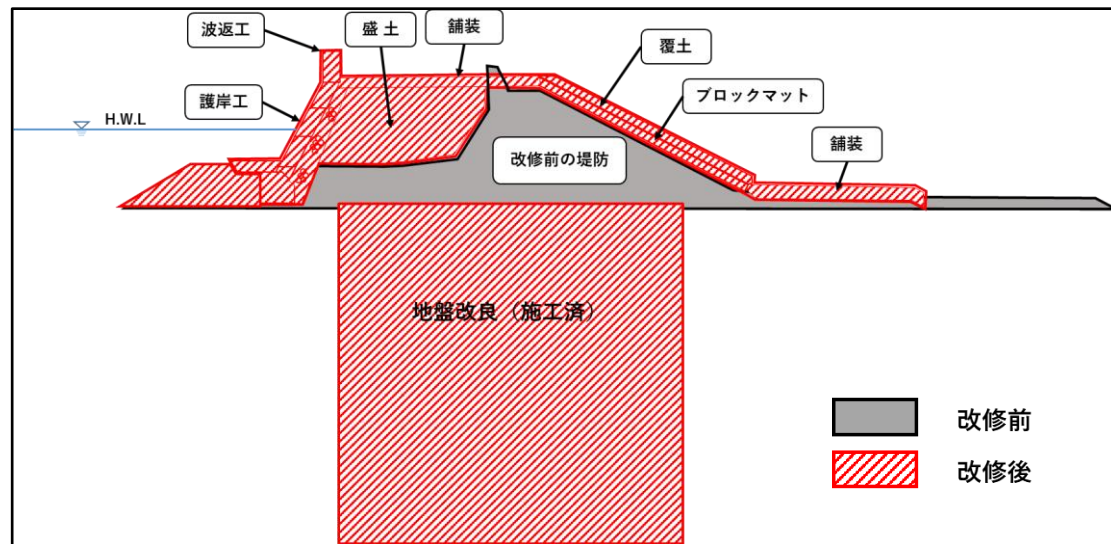 波返工
盛 土
舗装
覆土
護岸工
ブロックマット
H.W.L
舗装
改修前の堤防
地盤改良（施工済）
改修前
改修後